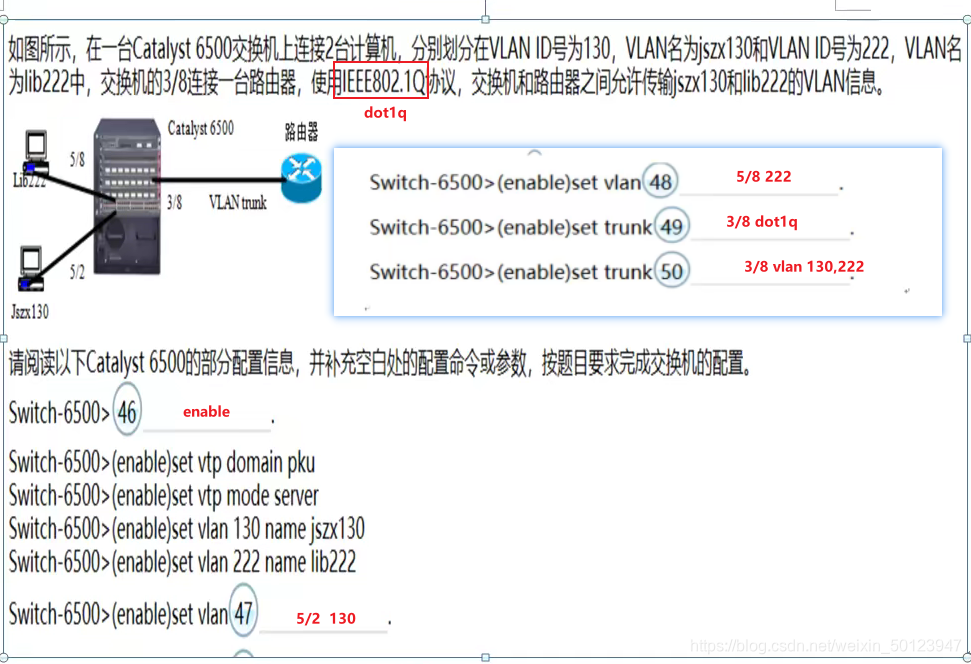 如图所示，在一台Catalyst 6500交换机上连接2台计算机，分别划分在VLAN ID号为130，VLAN名为jszx130和VLAN ID号为222，VLAN名
为lib222中，交换机的3/8连接一台路由器，使用IEEE802.1Q协议，交换机和路由器之间允许传输jszx130和lib222的VLAN信息。
dot1q
Catalyst 6500
路由器
5/8
Lib222
3/8
VLAN trunk
5/2
Jszx130
Switch-6500>(enable)set vlan 48 5/8 222 .
Switch-6500>(enable)set trunk 49 3/8 dot1q .
Switch-6500>(enable)set trunk 50 3/8 vlan 130,222 .
请阅读以下Catalyst 6500的部分配置信息，并补充空白处的配置命令或参数，按题目要求完成交换机的配置。
Switch-6500> 46 enable .
Switch-6500>(enable)set vtp domain pku
Switch-6500>(enable)set vtp mode server
Switch-6500>(enable)set vlan 130 name jszx130
Switch-6500>(enable)set vlan 222 name lib222
Switch-6500>(enable)set vlan 47 5/2 130 .
https://blog.csdn.net/weixin_50123947